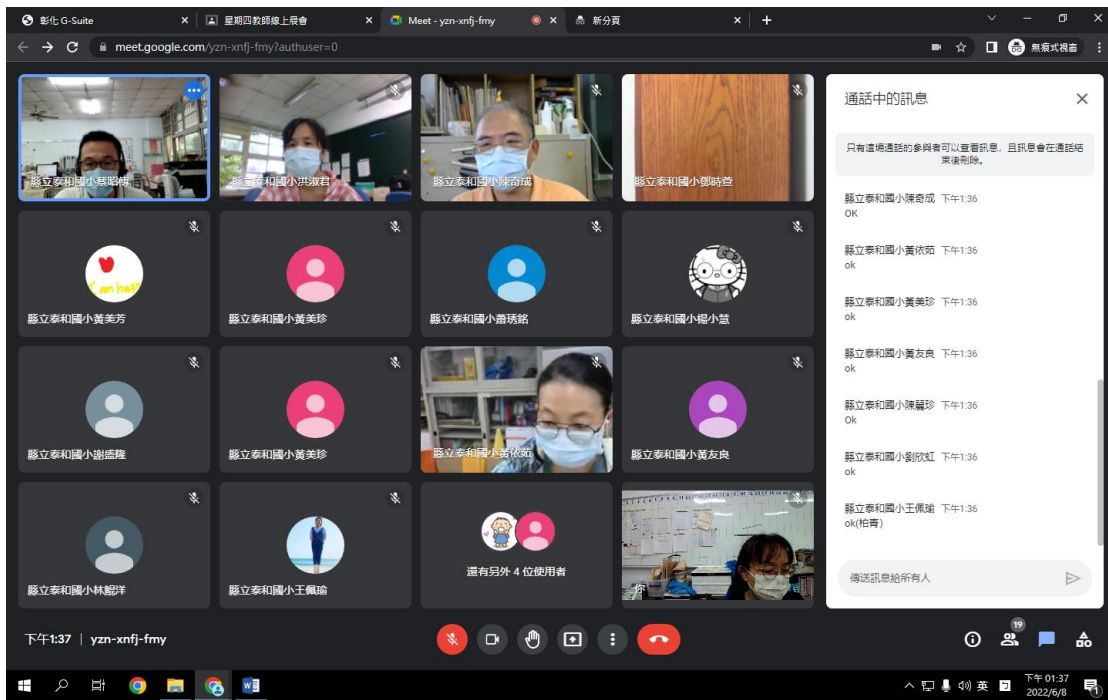 彰化 G-Suite
星期四教師線上晨會
Meet - yzn-xnfj-fmy
新分頁
meet.google.com/yzn-xnfj-fmy?authuser=0
無痕式視窗
縣立泰和國小蔡昭傅
縣立泰和國小洪淑君
縣立泰和國小陳奇成
縣立泰和國小鄧時萱
I am happy
縣立泰和國小黃美芳
縣立泰和國小黃美珍
縣立泰和國小蕭琇銘
縣立泰和國小楊小慧
縣立泰和國小謝盛隆
縣立泰和國小黃美珍
縣立泰和國小黃依茹
縣立泰和國小黃友良
縣立泰和國小林鯤洋
縣立泰和國小王佩瑜
還有另外 4 位使用者
你
通話中的訊息
只有這場通話的參與者可以查看訊息，且訊息會在通話結
束後刪除。
縣立泰和國小陳奇成 下午1:36
OK
縣立泰和國小黃依茹 下午1:36
ok
縣立泰和國小黃美珍 下午1:36
ok
縣立泰和國小黃友良 下午1:36
ok
縣立泰和國小陳麗珍 下午1:36
Ok
縣立泰和國小劉欣虹 下午1:36
ok
縣立泰和國小王佩瑜 下午1:36
ok(柏青)
傳送訊息給所有人
下午1:37 | yzn-xnfj-fmy
19
英
下午 01:37
2022/6/8
1